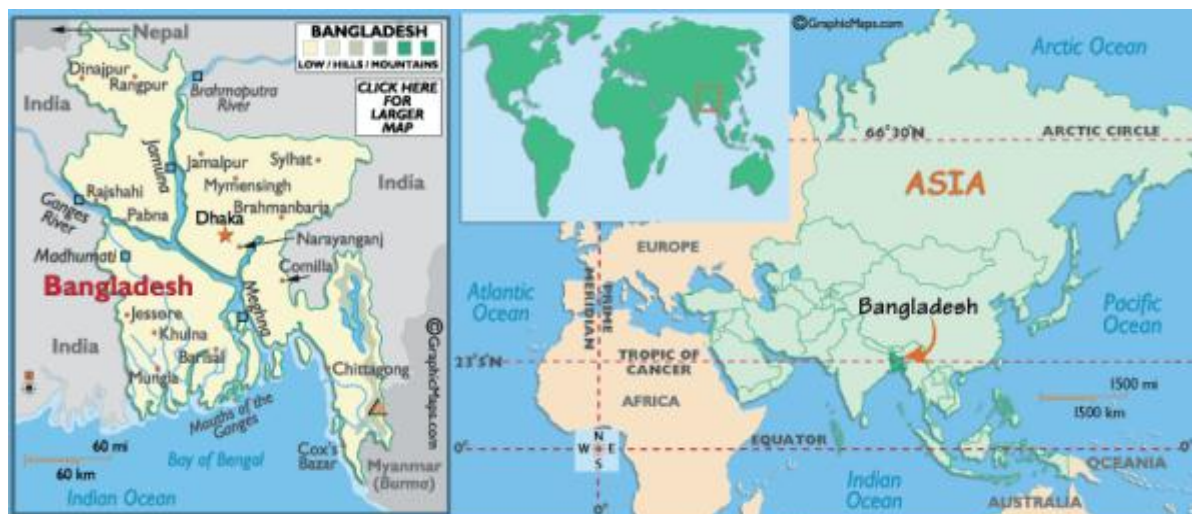 Nepal
BANGLADESH
LOW / HILLS / MOUNTAINS
CLICK HERE
FOR
LARGER
MAP
Dinajpur
Rangpur
India
Brahmaputra
River
Jamuna
Jamalpur
Sylhat
Mymensingh
India
Rajshahi
Ganges
River
Pabna
Brahmanbaria
Dhaka
Narayanganj
Madhumati
Comilla
Bangladesh
Meghna
Jessore
Khulna
India
Barisal
Mungla
Chittagong
Mouths of the
Ganges
60 mi
60 km
Bay of Bengal
Cox's
Bazar
Myanmar
(Burma)
Indian Ocean
©GraphicMaps.com
©GraphicMaps.com
Arctic Ocean
66°30'N
ARCTIC CIRCLE
ASIA
EUROPE
Atlantic
Ocean
PRIME
MERIDIAN
Bangladesh
Pacific
Ocean
23°5'N
TROPIC OF
CANCER
AFRICA
1500 mi
1500 km
EQUATOR
0°
N
W E
S
0°
0°
Indian
Ocean
OCEANIA
AUSTRALIA